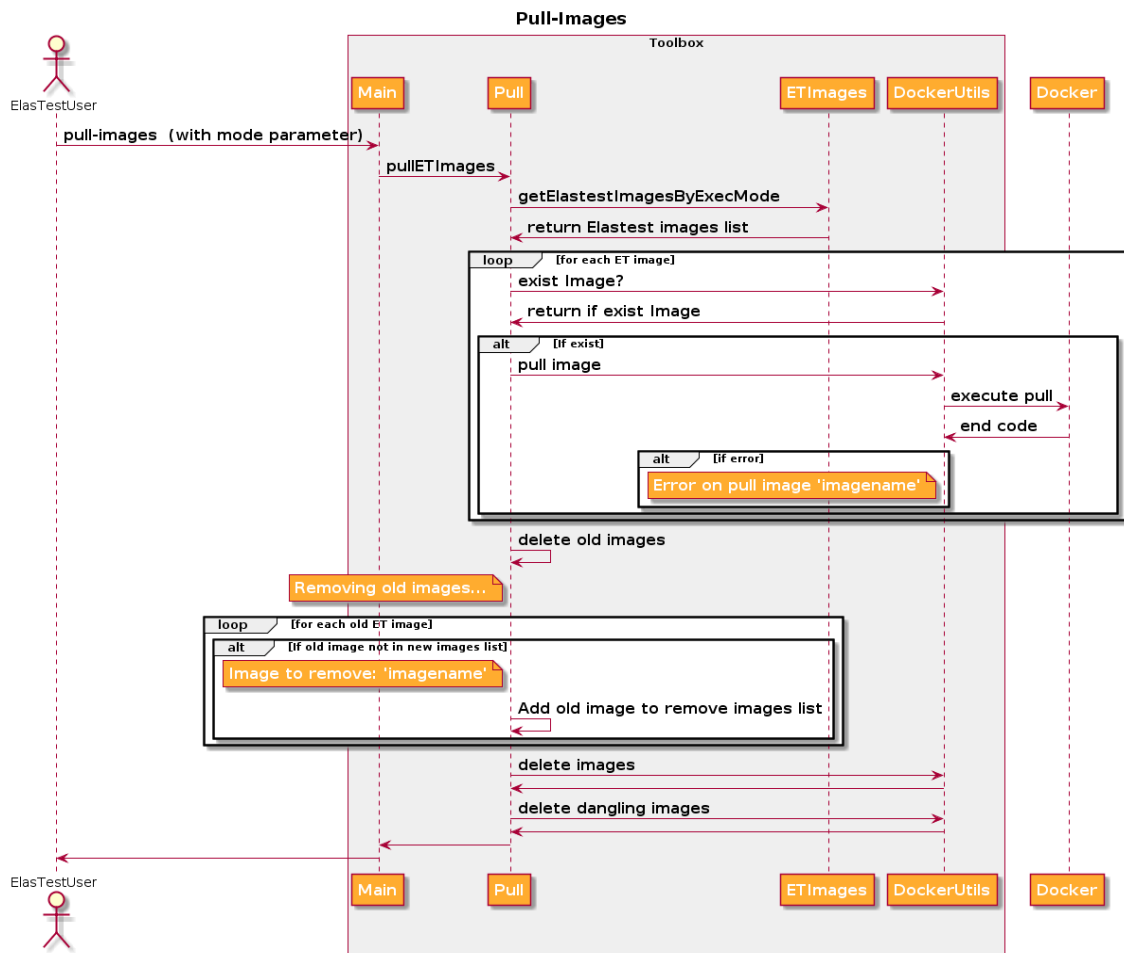 Pull-Images
Toolbox
ElasTestUser
Main
Pull
ETImages
DockerUtils
Docker
pull-images  (with mode parameter)
pullETImages
getElastestImagesByExecMode
return Elastest images list
loop
[for each ET image]
exist Image?
return if exist Image
alt
[If exist]
pull image
execute pull
end code
alt
[if error]
Error on pull image 'imagename'
delete old images
Removing old images...
loop
[for each old ET image]
alt
[If old image not in new images list]
Image to remove: 'imagename'
Add old image to remove images list
delete images
delete dangling images
ElasTestUser
Main
Pull
ETImages
DockerUtils
Docker